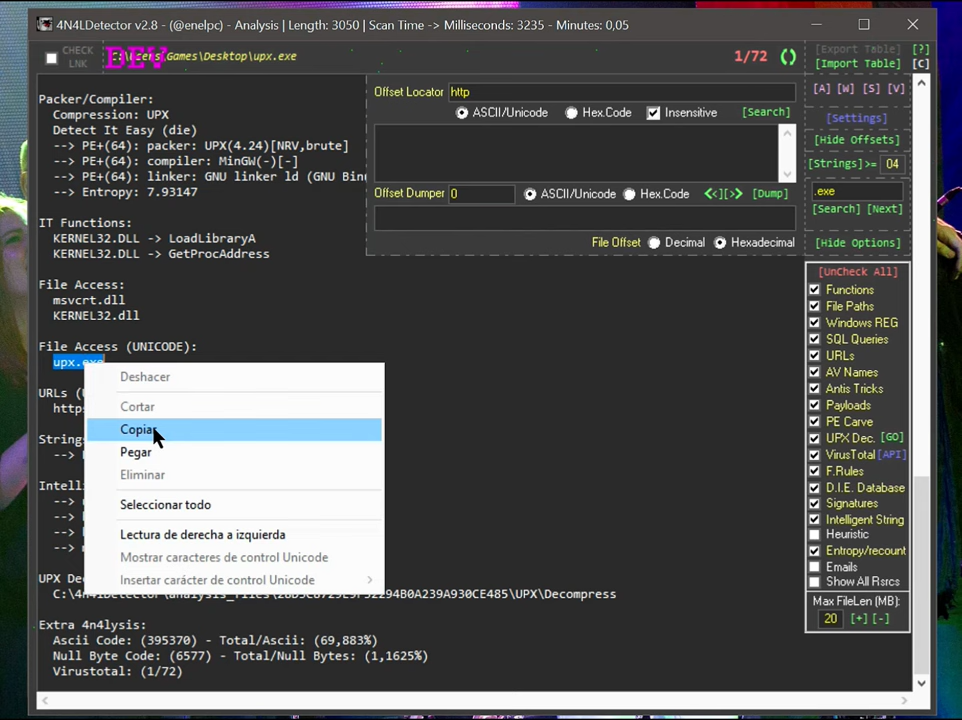 4N4LDetector v2.8 - (@enelpc) - Analysis | Length: 3050 | Scan Time -> Milliseconds: 3235 - Minutes: 0,05
CHECK LNK
DEV
Games\Desktop\upx.exe
1/72
[Export Table] [?]
[Import Table] [C]
Packer/Compiler:
Compression: UPX
Detect It Easy (die)
--> PE+(64): packer: UPX(4.24)[NRV,brute]
--> PE+(64): compiler: MinGW(-)[-]
--> PE+(64): linker: GNU linker ld (GNU
--> Entropy: 7.93147
IT Functions:
KERNEL32.DLL -> LoadLibraryA
KERNEL32.DLL -> GetProcAddress
File Access:
msvcrt.dll
KERNEL32.dll
File Access (UNICODE):
upx.exe
URLs
http
Strings
Intelli
UPX De
C:\4n4lDetector\analysis_files\
\UPX\Decompress
Extra 4n4lysis:
Ascii Code: (395370) - Total/Ascii: (69,883%)
Null Byte Code: (6577) - Total/Null Bytes: (1,1625%)
Virustotal: (1/72)
Deshacer
Cortar
Copiar
Pegar
Eliminar
Seleccionar todo
Lectura de derecha a izquierda
Mostrar caracteres de control Unicode
Insertar carácter de control Unicode
Offset Locator http
ASCII/Unicode Hex.Code Insensitive [Search]
Offset Dumper 0 ASCII/Unicode Hex.Code <<][>> [Dump]
File Offset Decimal Hexadecimal
[A] [W] [S] [V]
[Settings]
[Hide Offsets]
[Strings]>= 04
.exe
[Search] [Next]
[Hide Options]
[UnCheck All]
Functions
File Paths
Windows REG
SQL Queries
URLs
AV Names
Antis Tricks
Payloads
PE Carve
UPX Dec. [GO]
VirusTotal [API]
F.Rules
D.I.E. Database
Signatures
Intelligent String
Heuristic
Entropy/recount
Emails
Show All Rsrcs
Max FileLen (MB):
20 [+] [-]